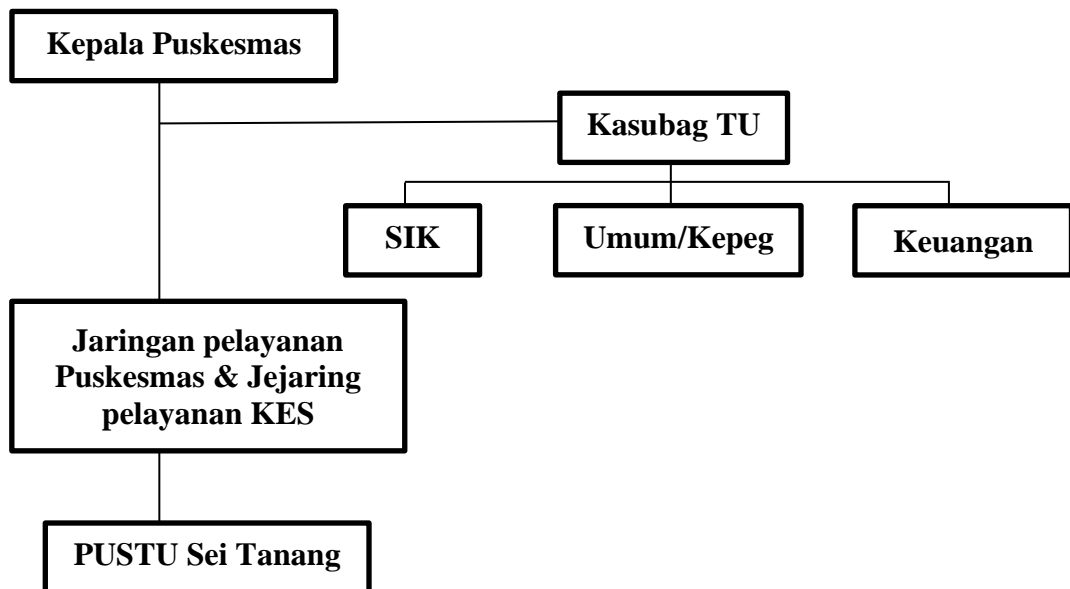 Kepala Puskesmas
Kasubag TU
SIK
Umum/Kepeg
Keuangan
Jaringan pelayanan
Puskesmas & Jejaring
pelayanan KES
PUSTU Sei Tanang